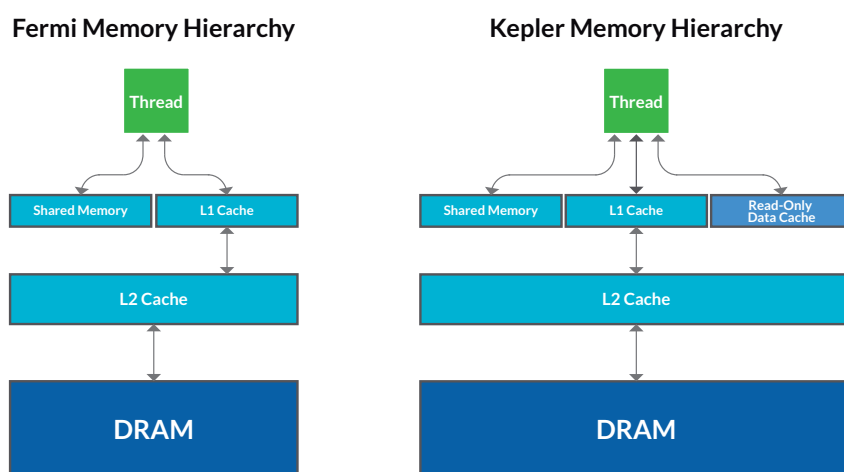 Fermi Memory Hierarchy
Thread
Shared Memory
L1 Cache
L2 Cache
DRAM
Kepler Memory Hierarchy
Thread
Shared Memory
L1 Cache
Read-Only
Data Cache
L2 Cache
DRAM